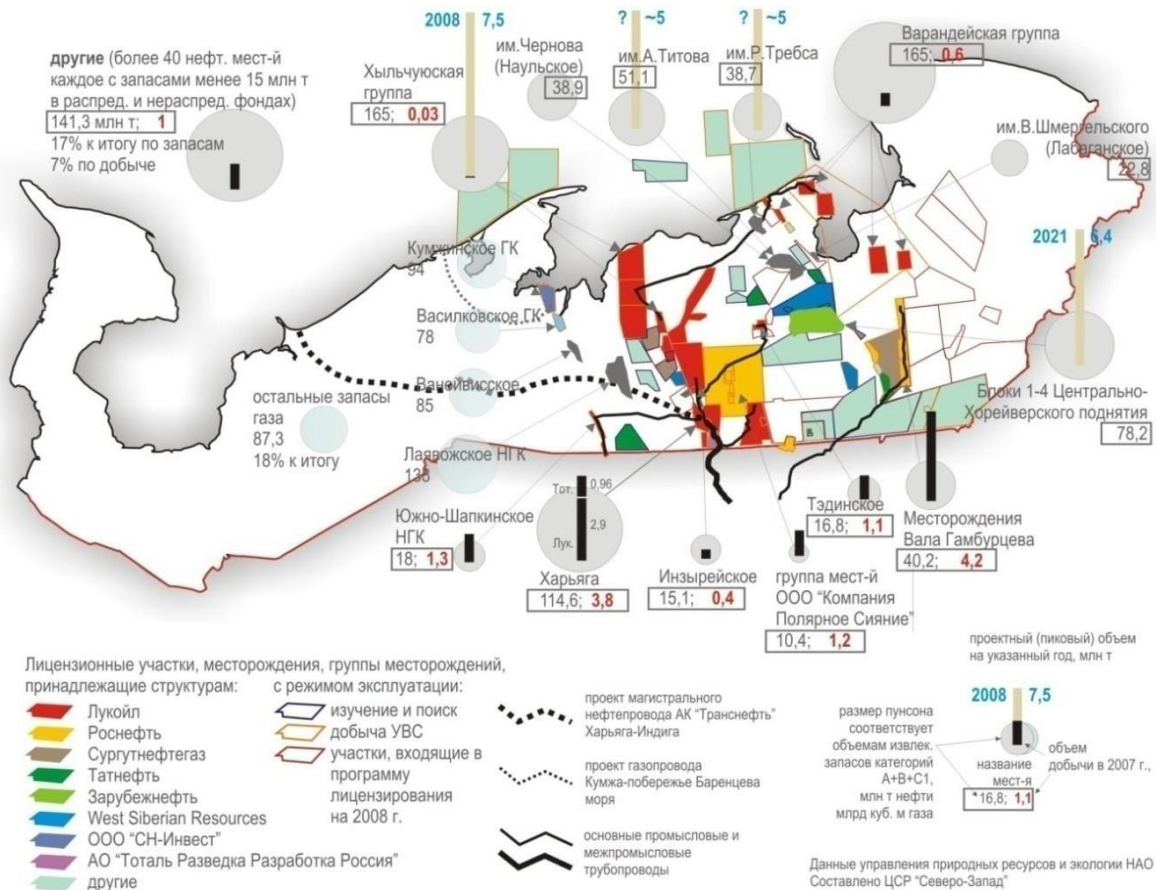 другие (более 40 нефт. мест-й
каждое с запасами менее 15 млн т
в распред. и нераспред. фондах)
141,3 млн т; 1
17% к итогу по запасам
7% по добыче
2008 7,5
Хыльчуюская
группа
165; 0,03
им.Чернова
(Наульское)
38,9
? ~5
им.А.Титова
51,1
? ~5
им.Р.Требса
38,7
Варандейская группа
165; 0,6
им.В.Шмергельского
(Лабаганское)
22,8
2021 6,4
Блоки 1-4 Центрально-
Хорейверского поднятия
78,2
Кумжинское ГК
94
Василковское ГК
78
Ванейвисское
85
Лаявожское НГК
138
остальные запасы
газа
87,3
18% к итогу
Южно-Шапкинское
НГК
18; 1,3
Тот. 0,96
2,9
Лук.
Харьяга
114,6; 3,8
Инзырейское
15,1; 0,4
группа мест-й
ООО "Компания
Полярное Сияние"
10,4; 1,2
Тэдинское
16,8; 1,1
Месторождения
Вала Гамбурцева
40,2; 4,2
Лицензионные участки, месторождения, группы месторождений,
принадлежащие структурам:
Лукойл
Роснефть
Сургутнефтегаз
Татнефть
Зарубежнефть
West Siberian Resources
ООО "СН-Инвест"
АО "Тоталь Разведка Разработка Россия"
другие
с режимом эксплуатации:
изучение и поиск
добыча УВС
участки, входящие в
программу
лицензирования
на 2008 г.
проект магистрального
нефтепровода АК "Транснефть"
Харьяга-Индига
проект газопровода
Кумжа-побережье Баренцева
моря
основные промысловые и
межпромысловые
трубопроводы
проектный (пиковый) объем
на указанный год, млн т
2008 7,5
размер пунсона
соответствует
объемам извлек.
запасов категорий
А+В+С1,
млн т нефти
млрд куб. м газа
название
мест-я
16,8; 1,1
объем
добычи в 2007 г.,
Данные управления природных ресурсов и экологии НАО
Составлено ЦСР "Северо-Запад"